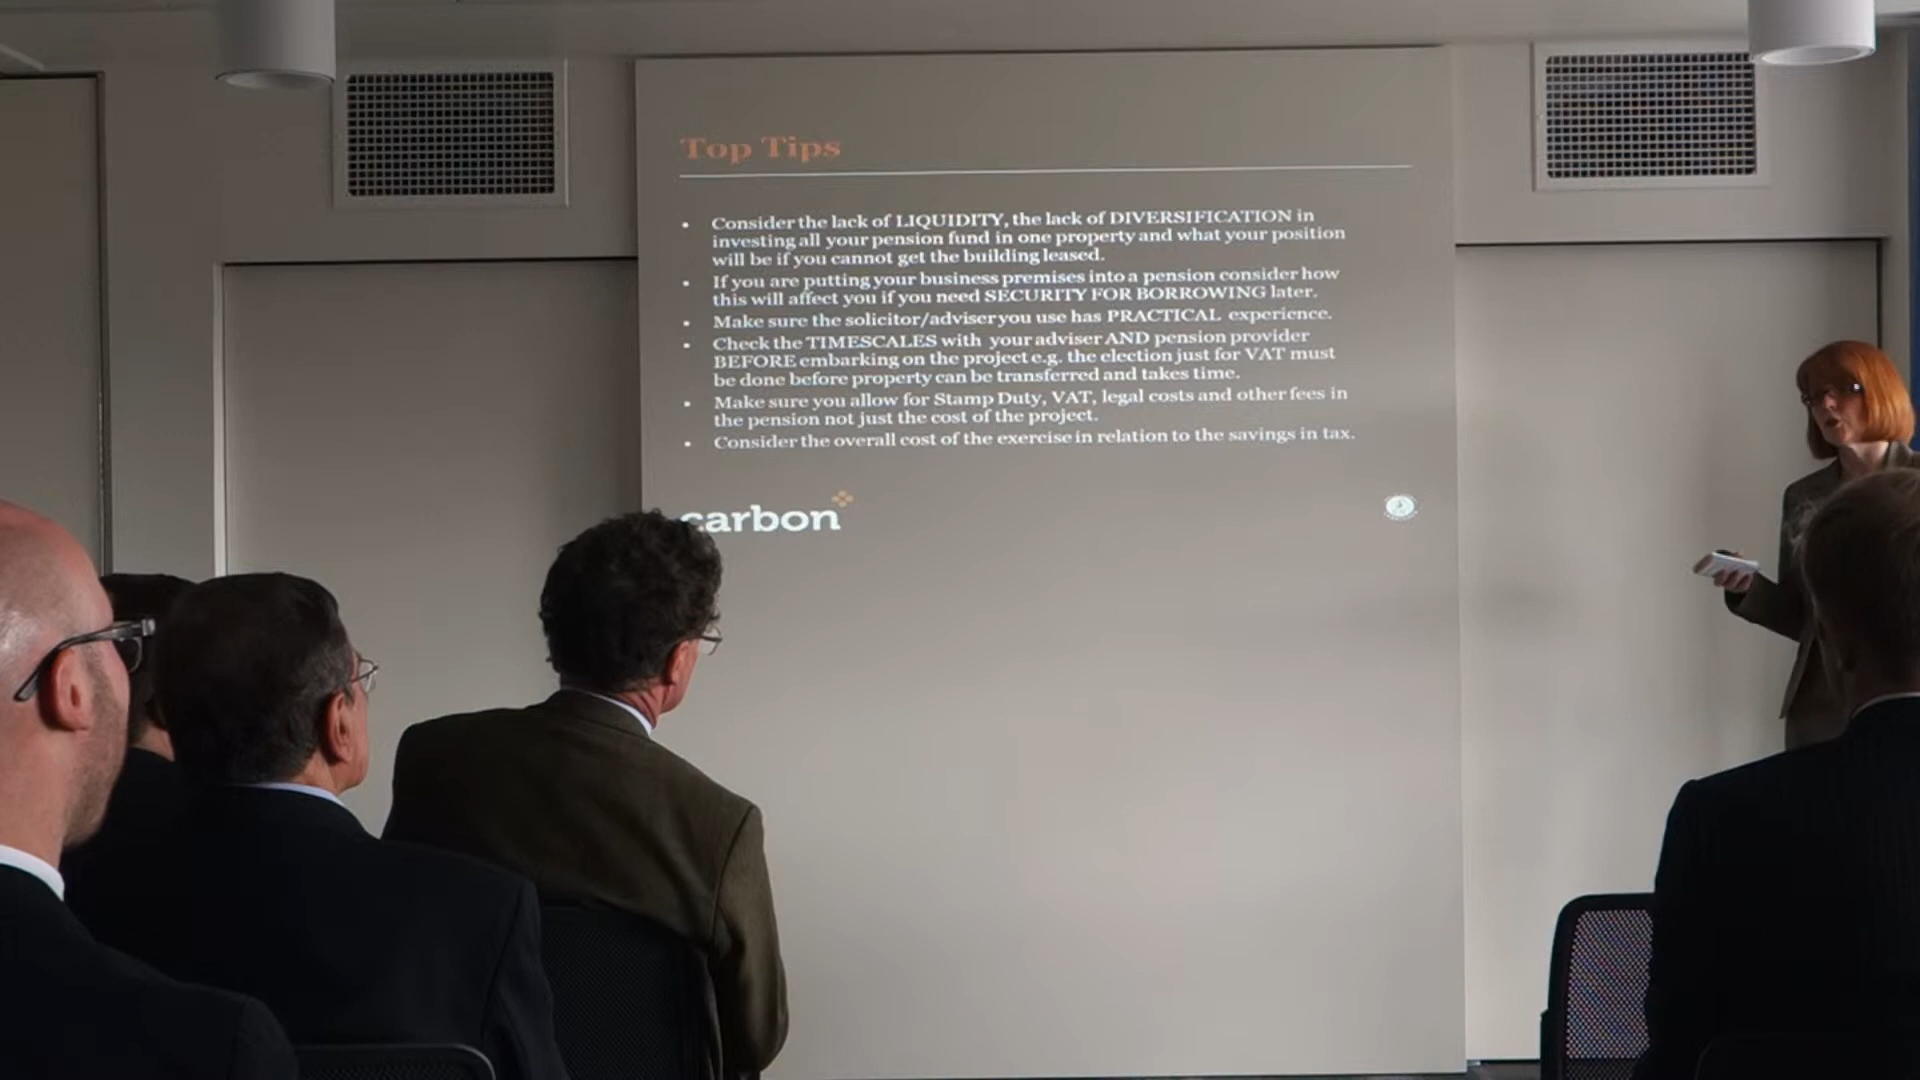 Top Tips
• Consider the lack of LIQUIDITY, the lack of DIVERSIFICATION in
investing all your pension fund in one property and what your position
will be if you cannot get the building leased.
• If you are putting your business premises into a pension consider how
this will affect you if you need SECURITY FOR BORROWING later.
• Make sure the solicitor/adviser you use has PRACTICAL experience.
• Check the TIMESCALES with your adviser AND pension provider
BEFORE embarking on the project e.g. the election just for VAT must
be done before property can be transferred and takes time.
• Make sure you allow for Stamp Duty, VAT, legal costs and other fees in
the pension not just the cost of the project.
• Consider the overall cost of the exercise in relation to the savings in tax.
carbon